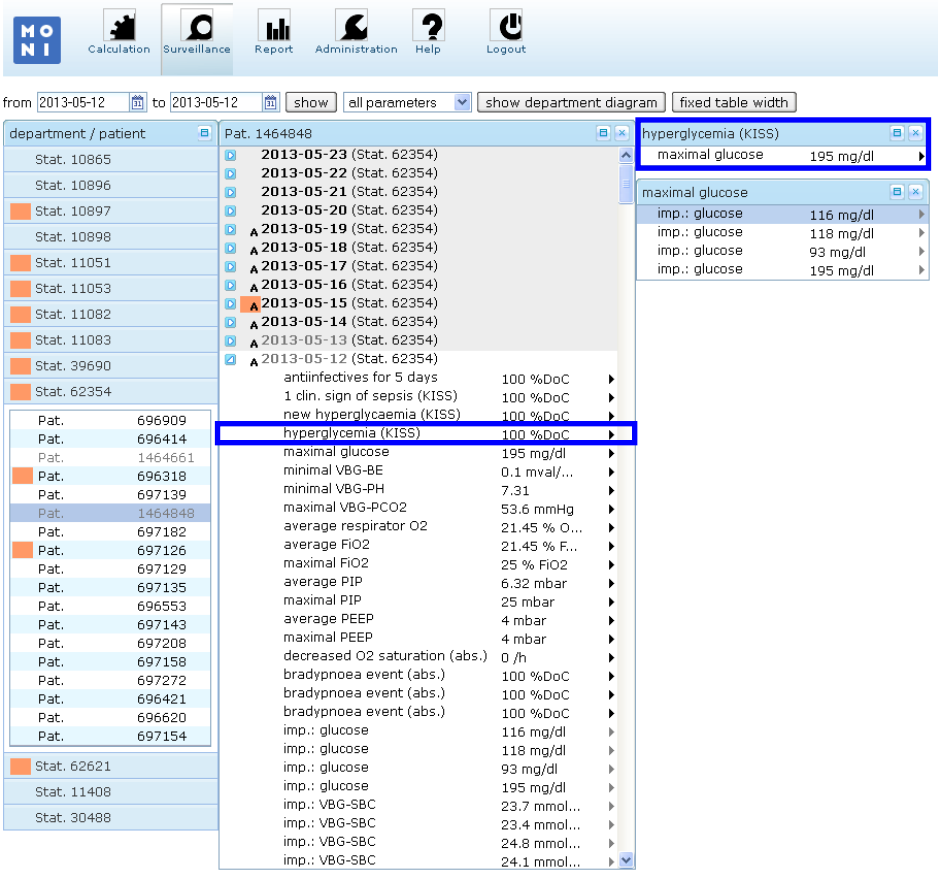 MO
NI
Calculation
Surveillance
Report
Administration
Help
Logout
from 2013-05-12 to 2013-05-12 show all parameters show department diagram fixed table width
department / patient
Stat. 10865
Stat. 10896
Stat. 10897
Stat. 10898
Stat. 11051
Stat. 11053
Stat. 11082
Stat. 11083
Stat. 39690
Stat. 62354
Pat. 696909
Pat. 696414
Pat. 1464661
Pat. 696318
Pat. 697139
Pat. 1464848
Pat. 697182
Pat. 697126
Pat. 697129
Pat. 697135
Pat. 696553
Pat. 697143
Pat. 697208
Pat. 697158
Pat. 697272
Pat. 696421
Pat. 696620
Pat. 697154
Stat. 62621
Stat. 11408
Stat. 30488
Pat. 1464848
2013-05-23 (Stat. 62354)
2013-05-22 (Stat. 62354)
2013-05-21 (Stat. 62354)
2013-05-20 (Stat. 62354)
A 2013-05-19 (Stat. 62354)
A 2013-05-18 (Stat. 62354)
A 2013-05-17 (Stat. 62354)
A 2013-05-16 (Stat. 62354)
A 2013-05-15 (Stat. 62354)
A 2013-05-14 (Stat. 62354)
A 2013-05-13 (Stat. 62354)
A 2013-05-12 (Stat. 62354)
antiinfectives for 5 days 100 %DoC
1 clin. sign of sepsis (KISS) 100 %DoC
new hyperglycaemia (KISS) 100 %DoC
hyperglycemia (KISS) 100 %DoC
maximal glucose 195 mg/dl
minimal VBG-BE 0.1 mval/...
minimal VBG-PH 7.31
maximal VBG-PCO2 53.6 mmHg
average respirator O2 21.45 % O...
average FiO2 21.45 % F...
maximal FiO2 25 % FiO2
average PIP 6.32 mbar
maximal PIP 25 mbar
average PEEP 4 mbar
maximal PEEP 4 mbar
decreased O2 saturation (abs.) 0 /h
bradypnoea event (abs.) 100 %DoC
bradypnoea event (abs.) 100 %DoC
bradypnoea event (abs.) 100 %DoC
imp.: glucose 116 mg/dl
imp.: glucose 118 mg/dl
imp.: glucose 93 mg/dl
imp.: glucose 195 mg/dl
imp.: VBG-SBC 23.7 mmol...
imp.: VBG-SBC 23.4 mmol...
imp.: VBG-SBC 24.8 mmol...
imp.: VBG-SBC 24.1 mmol...
hyperglycemia (KISS)
maximal glucose 195 mg/dl
maximal glucose
imp.: glucose 116 mg/dl
imp.: glucose 118 mg/dl
imp.: glucose 93 mg/dl
imp.: glucose 195 mg/dl